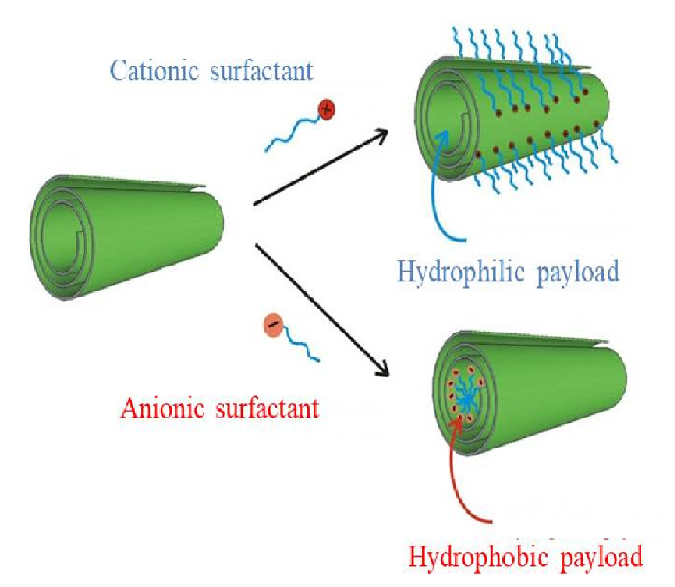 Cationic surfactant
+
Hydrophilic payload
−
Anionic surfactant
Hydrophobic payload